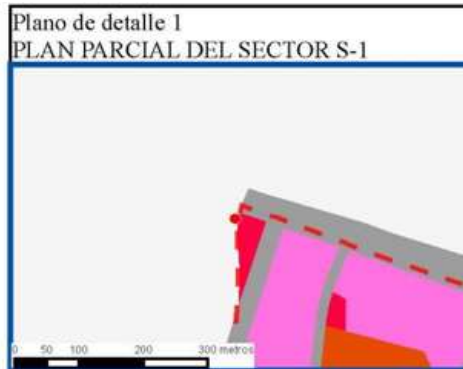 Plano de detalle 1
PLAN PARCIAL DEL SECTOR S-1
0 50 100 200 300 metros